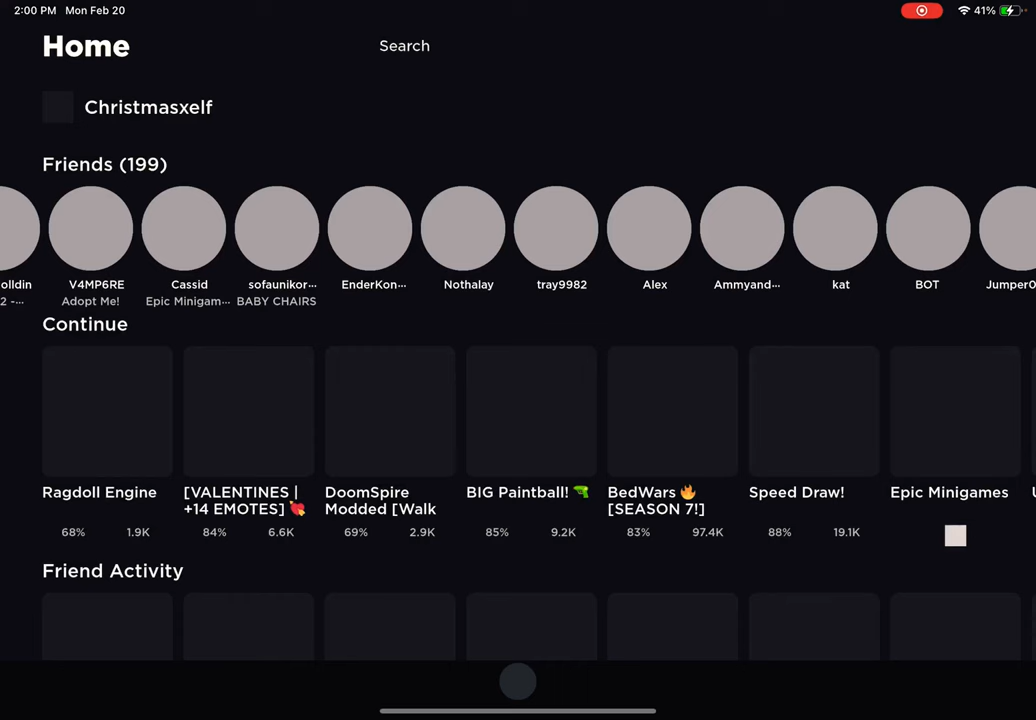 2:00 PM Mon Feb 20
41%
Home
Search
Christmasxelf
Friends (199)
olldin
V4MP6RE
Cassid
sofaunikor...
EnderKon...
Nothalay
tray9982
Alex
Ammyand...
kat
BOT
Jumper0
2 -...
Adopt Me!
Epic Minigam...
BABY CHAIRS
Continue
Ragdoll Engine
[VALENTINES |
+14 EMOTES] 💘
DoomSpire
Modded [Walk
BIG Paintball! 🔫
BedWars 🔥
[SEASON 7!]
Speed Draw!
Epic Minigames
68% 1.9K
84% 6.6K
69% 2.9K
85% 9.2K
83% 97.4K
88% 19.1K
Friend Activity